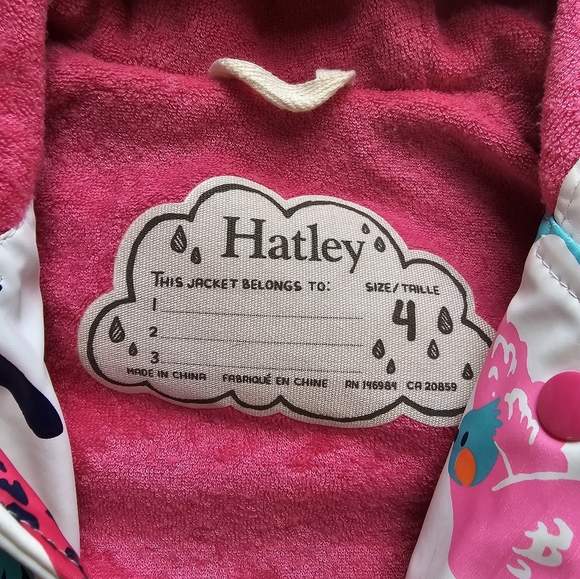 Hatley
THIS JACKET BELONGS TO:
SIZE/TAILLE
4
1
2
3
MADE IN CHINA FABRIQUÉ EN CHINE RN 146984 CA 20859